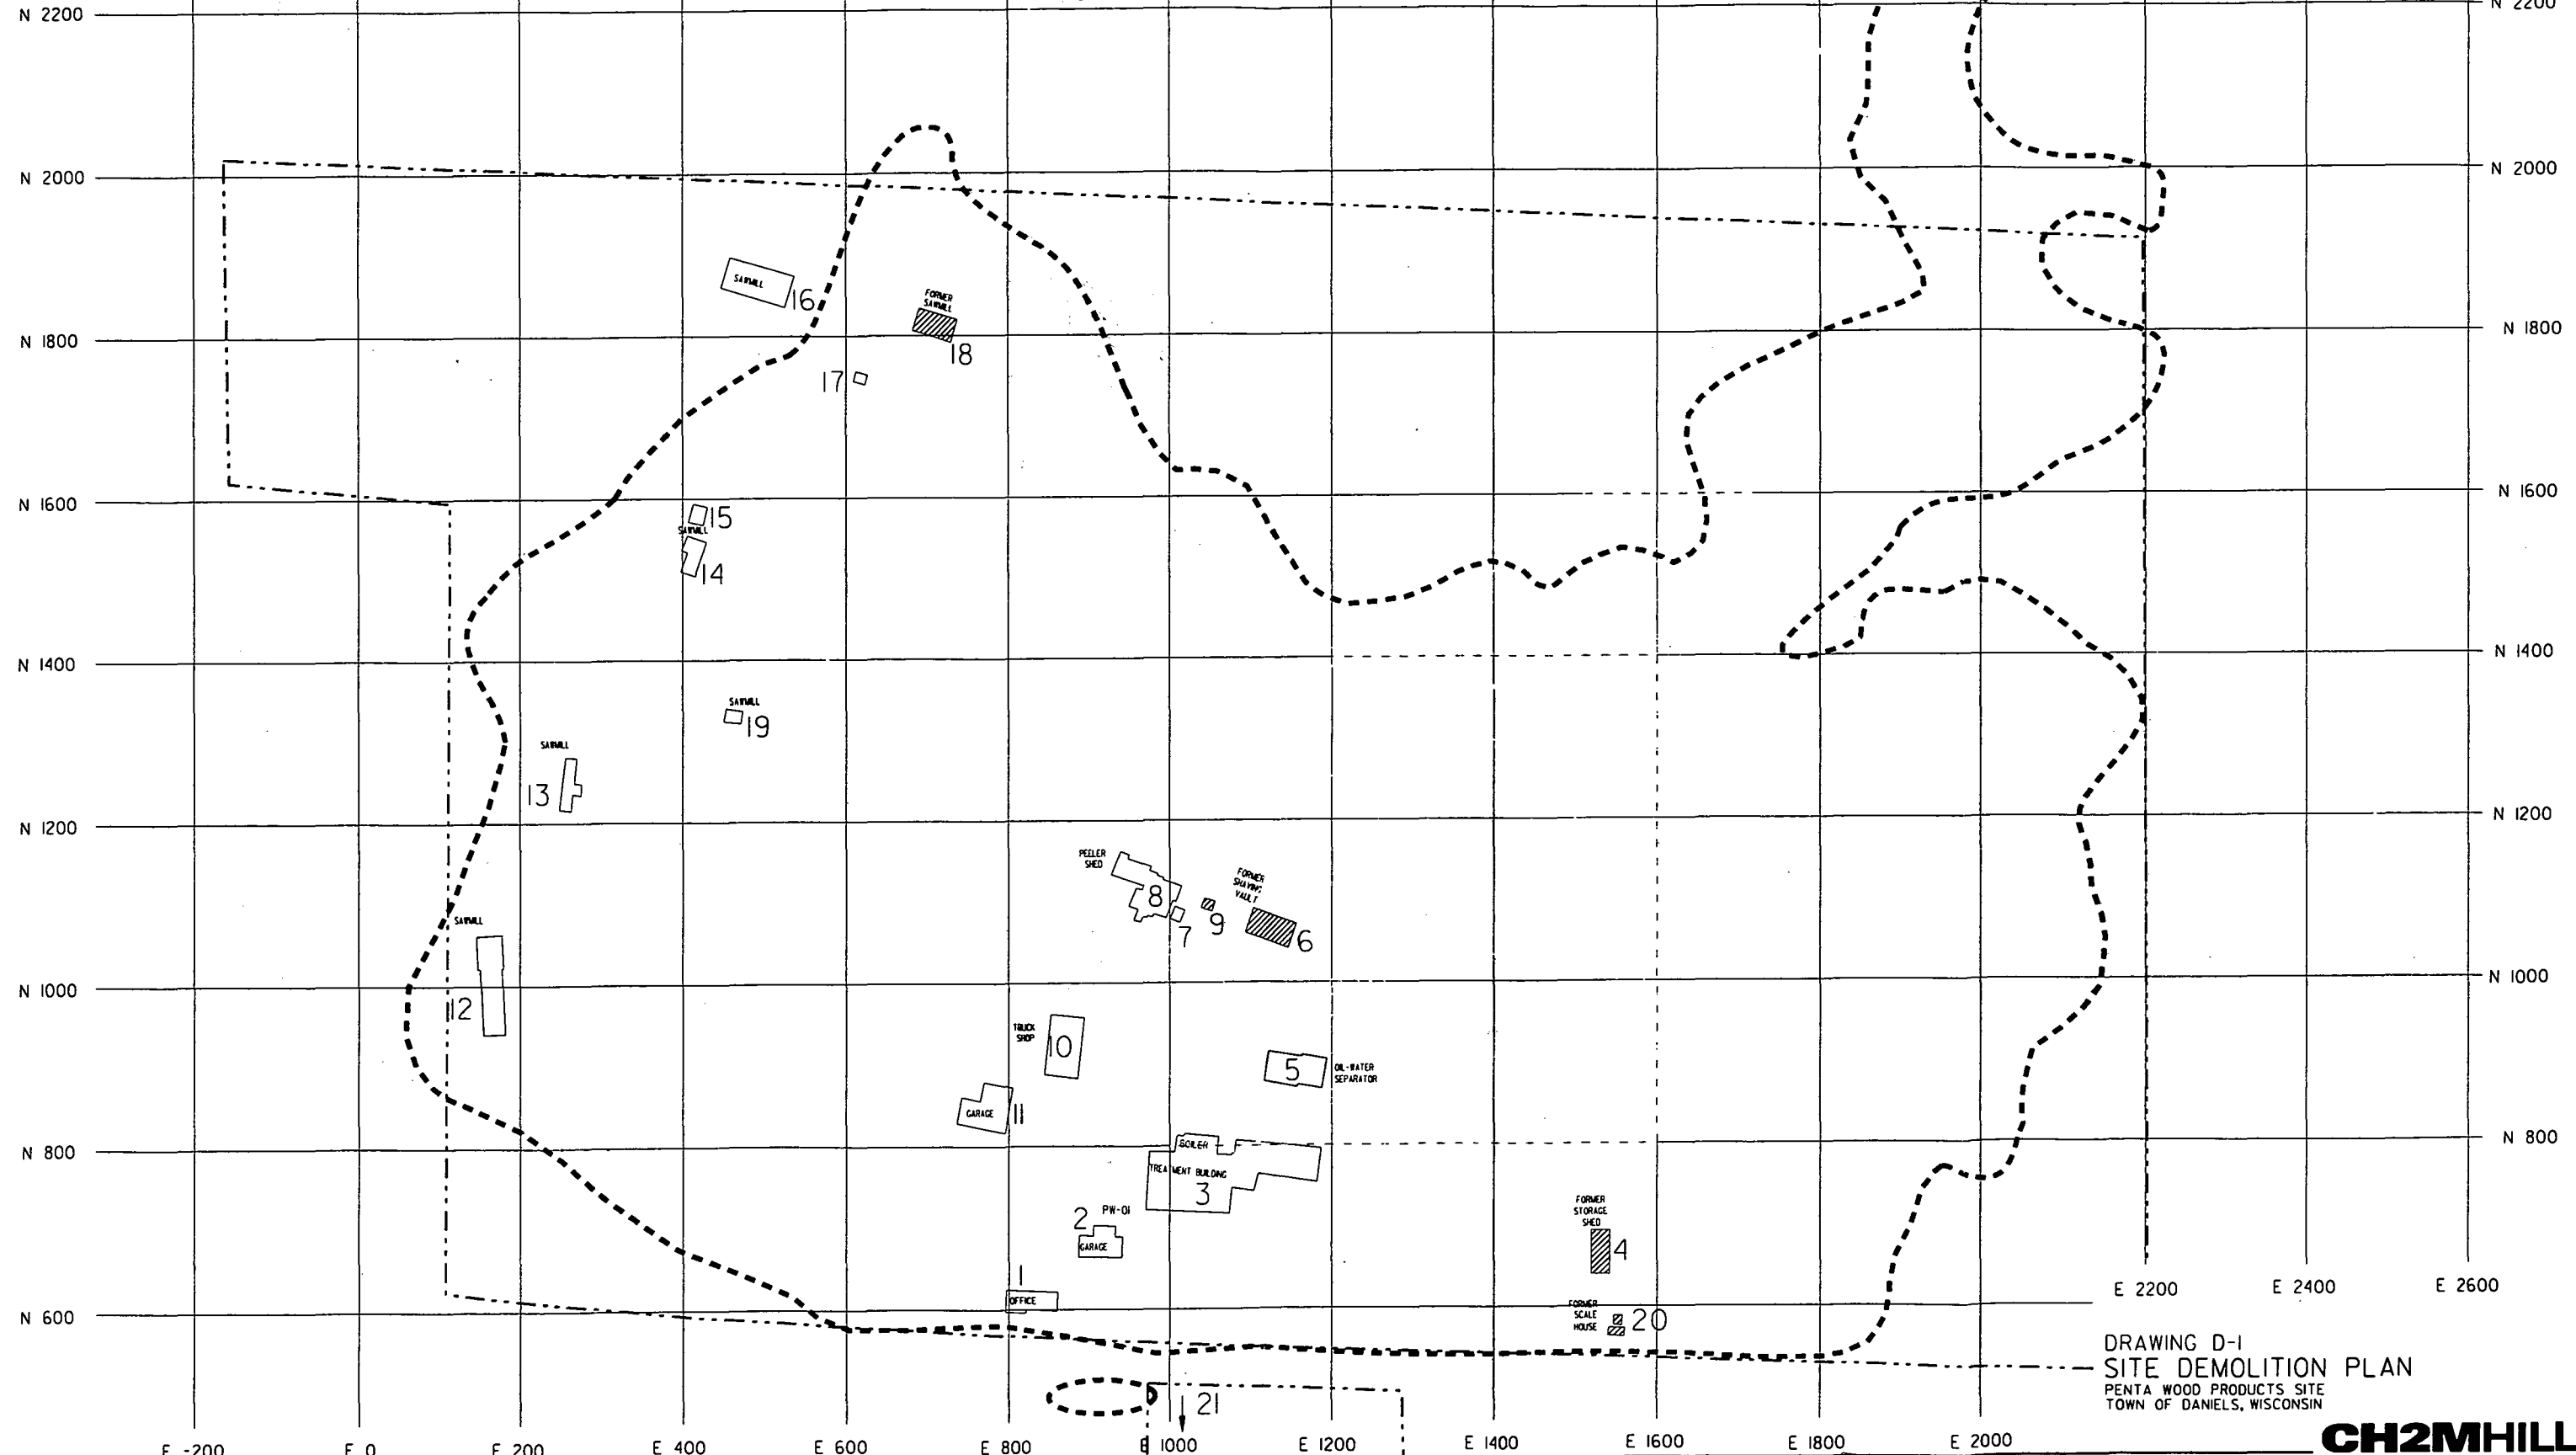 N 2200
N 2200
N 2000
N 2000
SAWMILL
16
FORMER
SAWMILL
18
N 1800
N 1800
17
N 1600
N 1600
15
SAWMILL
14
N 1400
N 1400
SAWMILL
19
SAWMILL
13
N 1200
N 1200
PEELER
SHED
8
7
9
FORMER
SHAVING
VAULT
6
SAWMILL
12
N 1000
N 1000
TRUCK
SHOP
10
5
OIL-WATER
SEPARATOR
GARAGE
11
N 800
N 800
BOILER
TREATMENT BUILDING
3
2
PW-01
GARAGE
FORMER
STORAGE
SHED
4
1
OFFICE
N 600
FORMER
SCALE
HOUSE
20
E 2200
E 2400
E 2600
21
DRAWING D-1
SITE DEMOLITION PLAN
PENTA WOOD PRODUCTS SITE
TOWN OF DANIELS, WISCONSIN
E -200
E 0
E 200
E 400
E 600
E 800
E 1000
E 1200
E 1400
E 1600
E 1800
E 2000
CH2MHILL